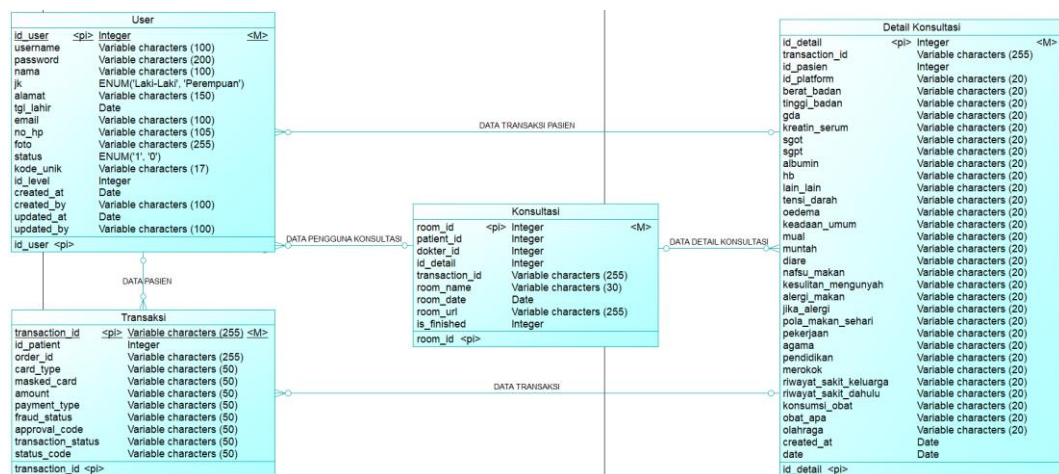 User
id_user <pi> Integer <M>
username Variable characters (100)
password Variable characters (200)
nama Variable characters (100)
jk ENUM('Laki-Laki', 'Perempuan')
alamat Variable characters (150)
tgl_lahir Date
email Variable characters (100)
no_hp Variable characters (105)
foto Variable characters (255)
status ENUM('1', '0')
kode_unik Variable characters (17)
id_level Integer
created_at Date
created_by Variable characters (100)
updated_at Date
updated_by Variable characters (100)
id_user <pi>
DATA TRANSAKSI PASIEN
DATA PENGGUNA KONSULTASI
DATA PASIEN
Konsultasi
room_id <pi> Integer <M>
patient_id Integer
dokter_id Integer
id_detail Integer
transaction_id Variable characters (255)
room_name Variable characters (30)
room_date Date
room_url Variable characters (255)
is_finished Integer
room_id <pi>
DATA DETAIL KONSULTASI
Transaksi
transaction_id <pi> Variable characters (255) <M>
id_patient Integer
order_id Variable characters (255)
card_type Variable characters (50)
masked_card Variable characters (50)
amount Variable characters (50)
payment_type Variable characters (50)
fraud_status Variable characters (50)
approval_code Variable characters (50)
transaction_status Variable characters (50)
status_code Variable characters (50)
transaction_id <pi>
DATA TRANSAKSI
Detail Konsultasi
id_detail <pi> Integer <M>
transaction_id Variable characters (255)
id_pasien Integer
id_platform Variable characters (20)
berat_badan Variable characters (20)
tinggi_badan Variable characters (20)
gda Variable characters (20)
kreatin_serum Variable characters (20)
sgot Variable characters (20)
sgpt Variable characters (20)
albumin Variable characters (20)
hb Variable characters (20)
lain_lain Variable characters (20)
tensi_darah Variable characters (20)
oedema Variable characters (20)
keadaan_umum Variable characters (20)
mual Variable characters (20)
muntah Variable characters (20)
diare Variable characters (20)
nafsu_makan Variable characters (20)
kesulitan_mengunyah Variable characters (20)
alergi_makan Variable characters (20)
jika_alergi Variable characters (20)
pola_makan_sehari Variable characters (20)
pekerjaan Variable characters (20)
agama Variable characters (20)
pendidikan Variable characters (20)
merokok Variable characters (20)
riwayat_sakit_keluarga Variable characters (20)
riwayat_sakit_dahulu Variable characters (20)
konsumsi_obat Variable characters (20)
obat_apa Variable characters (20)
olahraga Variable characters (20)
created_at Date
date Date
id_detail <pi>